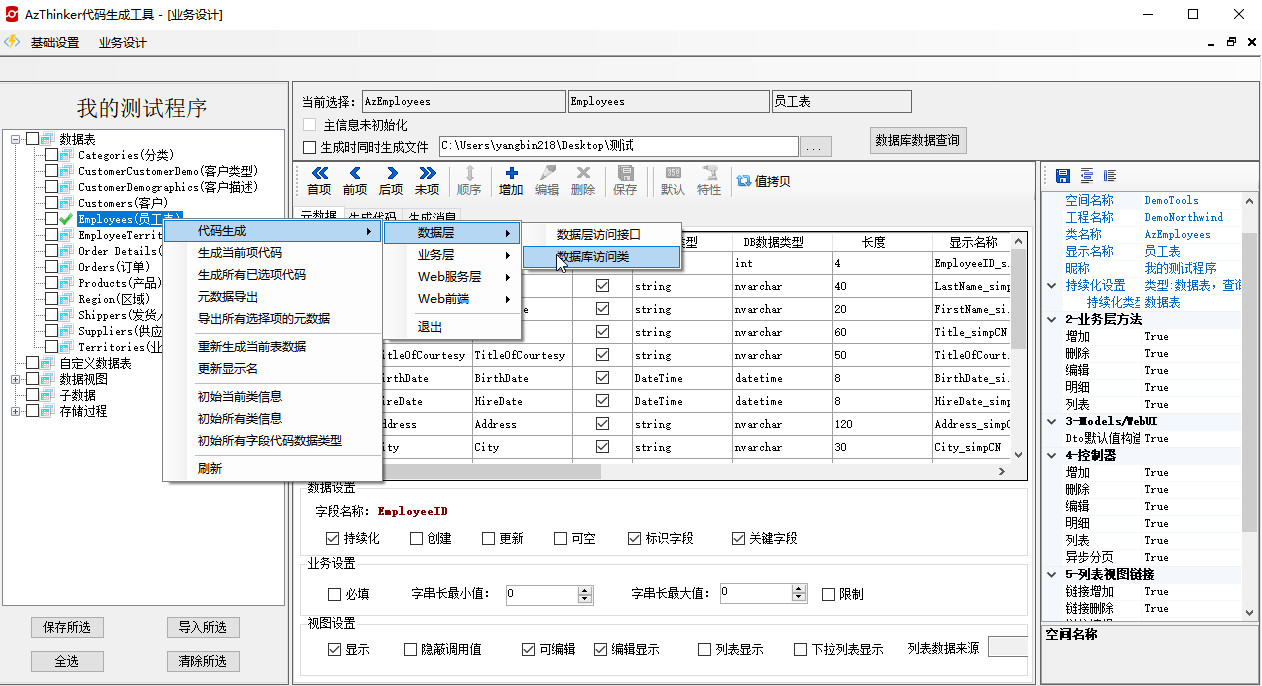 AzThinker代码生成工具 - [业务设计]
基础设置 业务设计
我的测试程序
数据表
Categories(分类)
CustomerCustomerDemo(客户类型)
CustomerDemographics(客户描述)
Customers(客户)
Employees(员工表)
EmployeeTerrit
Order Details(
Orders(订单)
Products(产品)
Region(区域)
Shippers(发货人
Suppliers(供应
Territories(业
自定义数据表
数据视图
子数据
存储过程
保存所选 导入所选
全选 清除所选
当前选择: AzEmployees Employees 员工表
主信息未初始化
生成时同时生成文件 C:\Users\yangbin218\Desktop\测试 ... 数据库数据查询
首项 前项 后项 末项 顺序 增加 编辑 删除 保存 默认 特性 值拷贝
元数据 生成代码 生成消息
代码生成
生成当前项代码
生成所有已选项代码
元数据导出
导出所有选择项的元数据
重新生成当前表数据
更新显示名
初始当前类信息
初始所有类信息
初始所有字段代码数据类型
刷新
数据层
业务层
Web服务层
Web前端
退出
数据层访问接口
数据库访问类
类型 DB数据类型 长度 显示名称
int 4 EmployeeID_s.
string nvarchar 40 LastName_simp
string nvarchar 20 FirstName_si.
string nvarchar 60 Title_simpCN
itleOfCourtesy TitleOfCourtesy string nvarchar 50 TitleOfCourt.
irthDate BirthDate DateTime datetime 8 BirthDate_si.
ireDate HireDate DateTime datetime 8 HireDate_simp
ddress Address string nvarchar 120 Address_simpC
ity City string nvarchar 30 City_simpCN
数据设置
字段名称: EmployeeID
持续化 创建 更新 可空 标识字段 关键字段
业务设置
必填 字串长最小值: 0 字串长最大值: 0 限制
视图设置
显示 隐蔽调用值 可编辑 编辑显示 列表显示 下拉列表显示 列表数据来源
空间名称 DemoTools
工程名称 DemoNorthwind
类名称 AzEmployees
显示名称 员工表
昵称 我的测试程序
持续化设置 类型:数据表, 查询
持续化类型 数据表
2-业务层方法
增加 True
删除 True
编辑 True
明细 True
列表 True
3-Models/WebUI
Dto默认值构造 True
4-控制器
增加 True
删除 True
编辑 True
明细 True
列表 True
异步分页 True
5-列表视图链接
链接增加 True
链接删除 True
空间名称